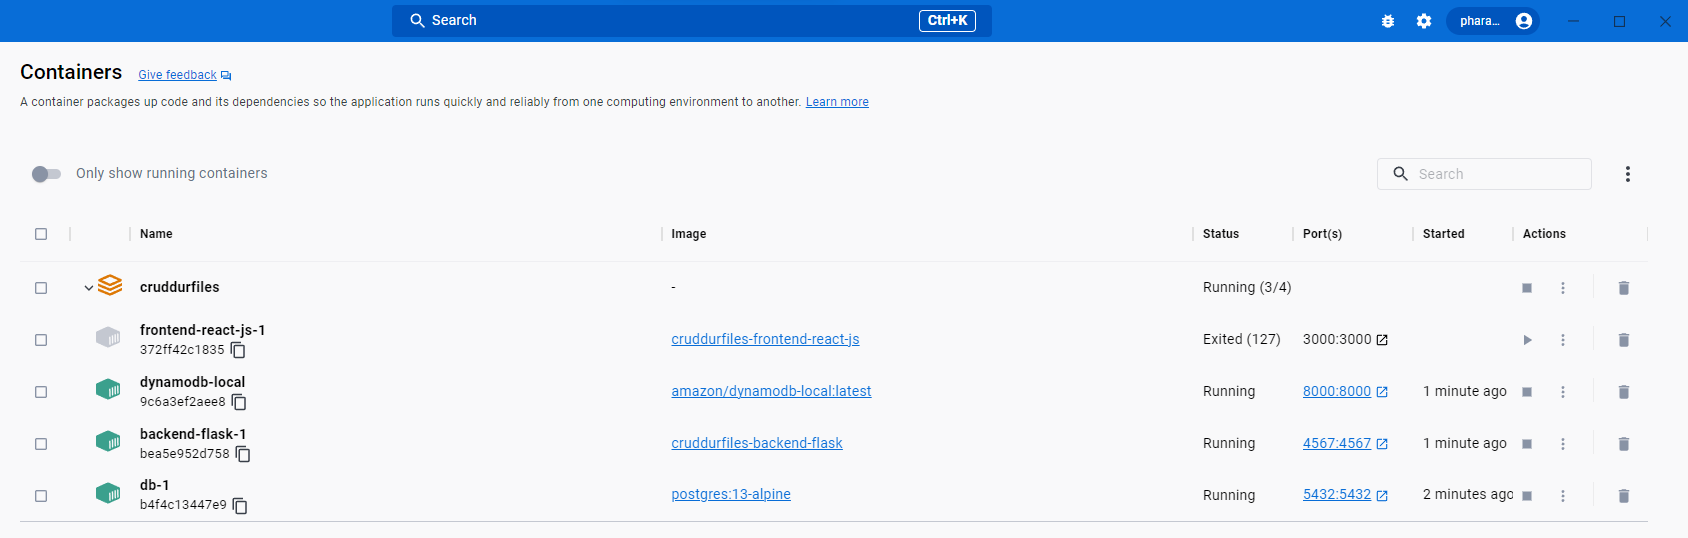 Search Ctrl+K phara...
Containers Give feedback
A container packages up code and its dependencies so the application runs quickly and reliably from one computing environment to another. Learn more
Only show running containers Search
Name Image Status Port(s) Started Actions
cruddurfiles - Running (3/4)
frontend-react-js-1
372ff42c1835 cruddurfiles-frontend-react-js Exited (127) 3000:3000
dynamodb-local
9c6a3ef2aee8 amazon/dynamodb-local:latest Running 8000:8000 1 minute ago
backend-flask-1
bea5e952d758 cruddurfiles-backend-flask Running 4567:4567 1 minute ago
db-1
b4f4c13447e9 postgres:13-alpine Running 5432:5432 2 minutes ago